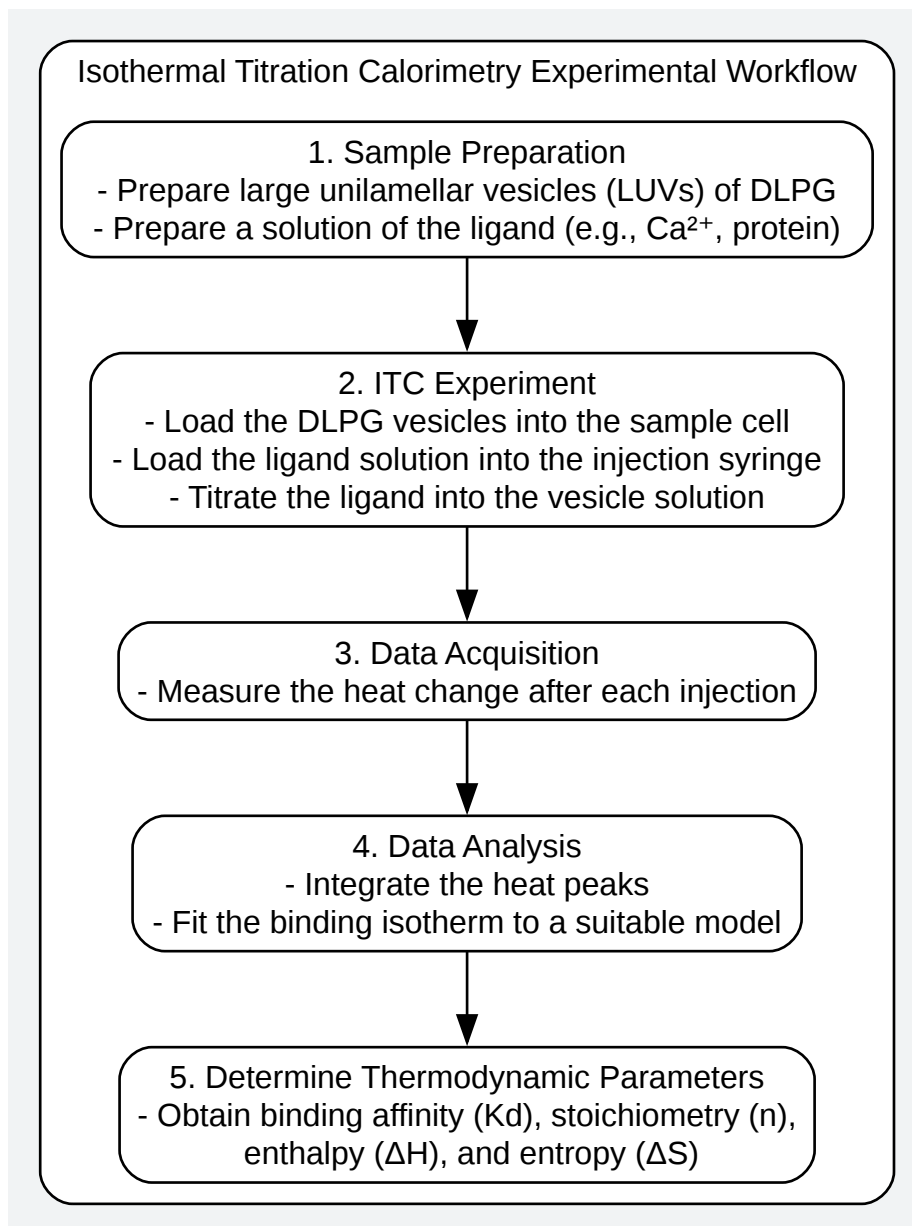 Isothermal Titration Calorimetry Experimental Workflow
1. Sample Preparation
- Prepare large unilamellar vesicles (LUVs) of DLPG
- Prepare a solution of the ligand (e.g., Ca²⁺, protein)
2. ITC Experiment
- Load the DLPG vesicles into the sample cell
- Load the ligand solution into the injection syringe
- Titrate the ligand into the vesicle solution
3. Data Acquisition
- Measure the heat change after each injection
4. Data Analysis
- Integrate the heat peaks
- Fit the binding isotherm to a suitable model
5. Determine Thermodynamic Parameters
- Obtain binding affinity (Kd), stoichiometry (n),
enthalpy (ΔH), and entropy (ΔS)